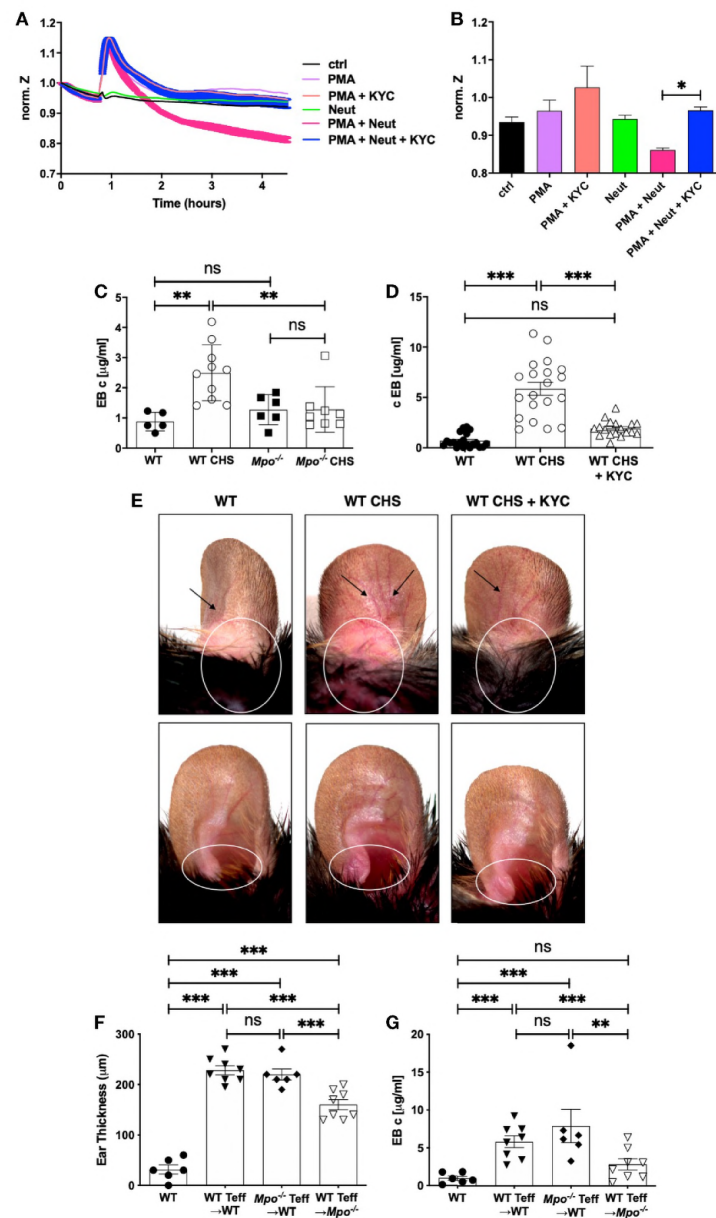 A
norm. Z
1.2
1.1
1.0
0.9
0.8
0.7
0
1
2
3
4
Time (hours)
ctrl
PMA
PMA + KYC
Neut
PMA + Neut
PMA + Neut + KYC
B
norm. Z
1.2
1.1
1.0
0.9
0.8
*
ctrl
PMA
PMA + KYC
Neut
PMA + Neut
PMA + Neut + KYC
C
ns
** **
ns
EB c [µg/ml]
5
4
3
2
1
0
WT
WT CHS
Mpo-/-
Mpo-/- CHS
D
*** ***
ns
c EB [ug/ml]
15
10
5
0
WT
WT CHS
WT CHS
+ KYC
E
WT
WT CHS
WT CHS + KYC
F
***
***
*** ***
ns ***
Ear Thickness (µm)
300
200
100
0
WT
WT Teff
→WT
Mpo-/- Teff
→WT
WT Teff
→Mpo-/-
G
ns
***
*** ***
ns **
EB c [µg/ml]
20
15
10
5
0
WT
WT Teff
→WT
Mpo-/- Teff
→WT
WT Teff
→Mpo-/-